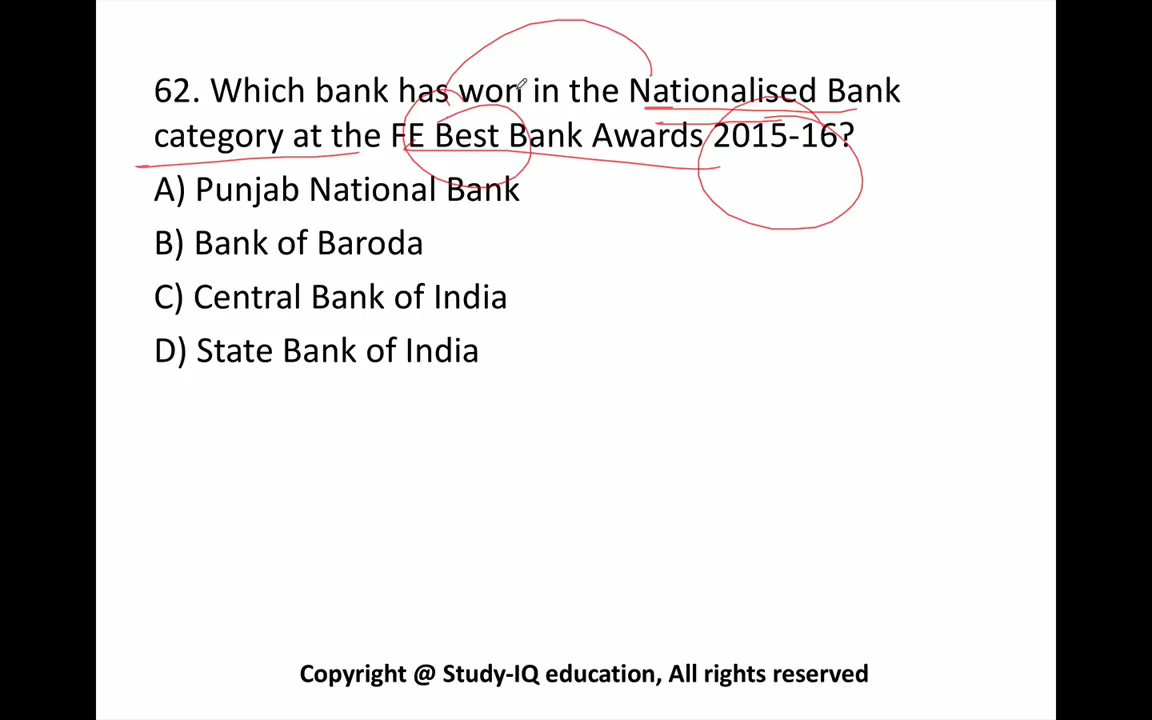 62. Which bank has won in the Nationalised Bank
category at the FE Best Bank Awards 2015-16?
A) Punjab National Bank
B) Bank of Baroda
C) Central Bank of India
D) State Bank of India
Copyright @ Study-IQ education, All rights reserved